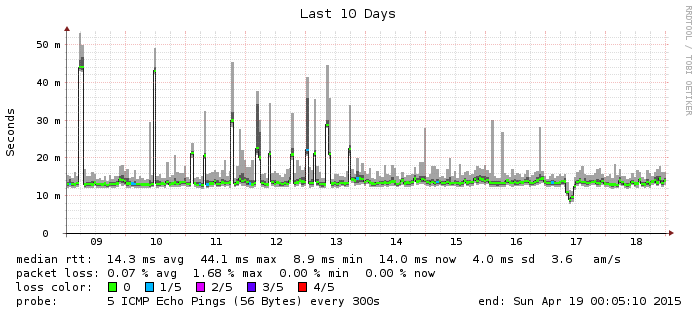 Last 10 Days
RRDTOOL / TOBI OETIKER
Seconds
50 m
40 m
30 m
20 m
10 m
0
09 10 11 12 13 14 15 16 17 18
median rtt: 14.3 ms avg 44.1 ms max 8.9 ms min 14.0 ms now 4.0 ms sd 3.6 am/s
packet loss: 0.07 % avg 1.68 % max 0.00 % min 0.00 % now
loss color: 0 1/5 2/5 3/5 4/5
probe: 5 ICMP Echo Pings (56 Bytes) every 300s end: Sun Apr 19 00:05:10 2015